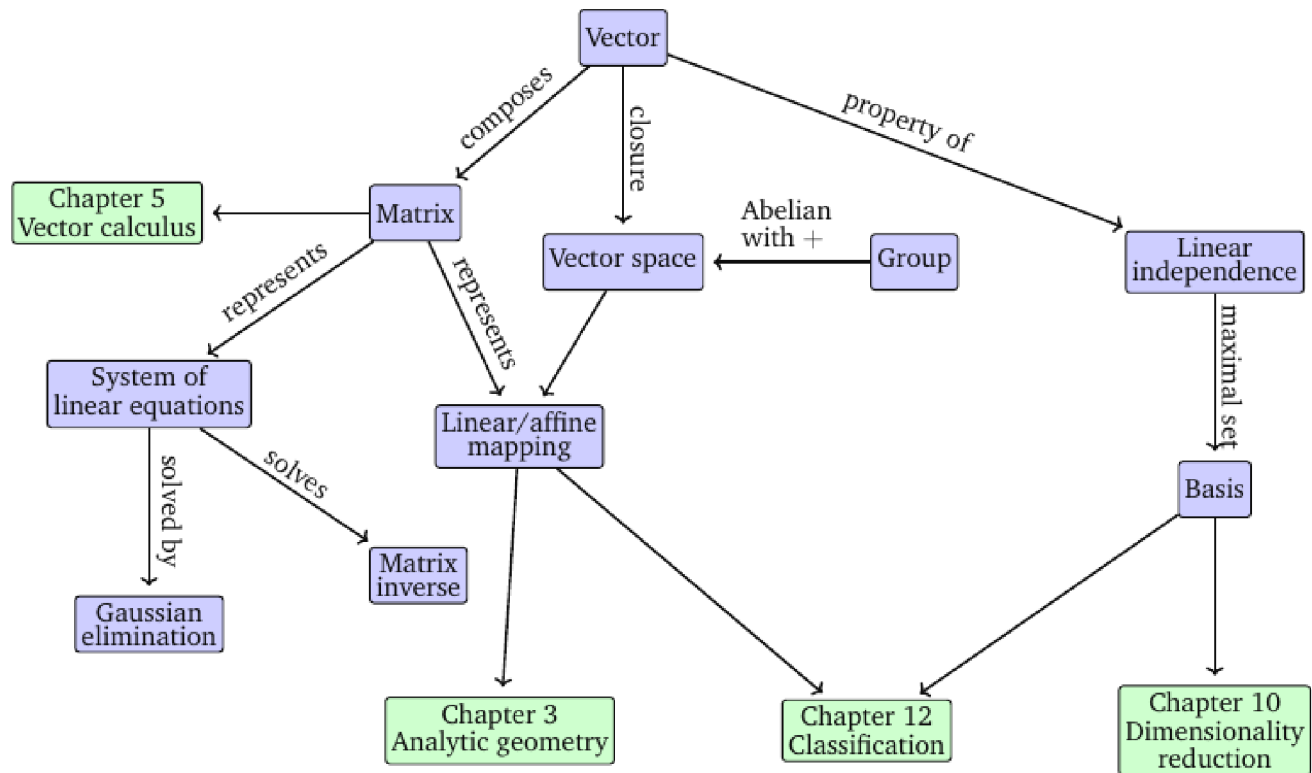 Vector
composes
closure
property of
Chapter 5
Vector calculus
Matrix
Abelian
with +
Vector space
Group
Linear
independence
represents
represents
maximal set
System of
linear equations
Linear/affine
mapping
solved by
solves
Basis
Matrix
inverse
Gaussian
elimination
Chapter 3
Analytic geometry
Chapter 12
Classification
Chapter 10
Dimensionality
reduction